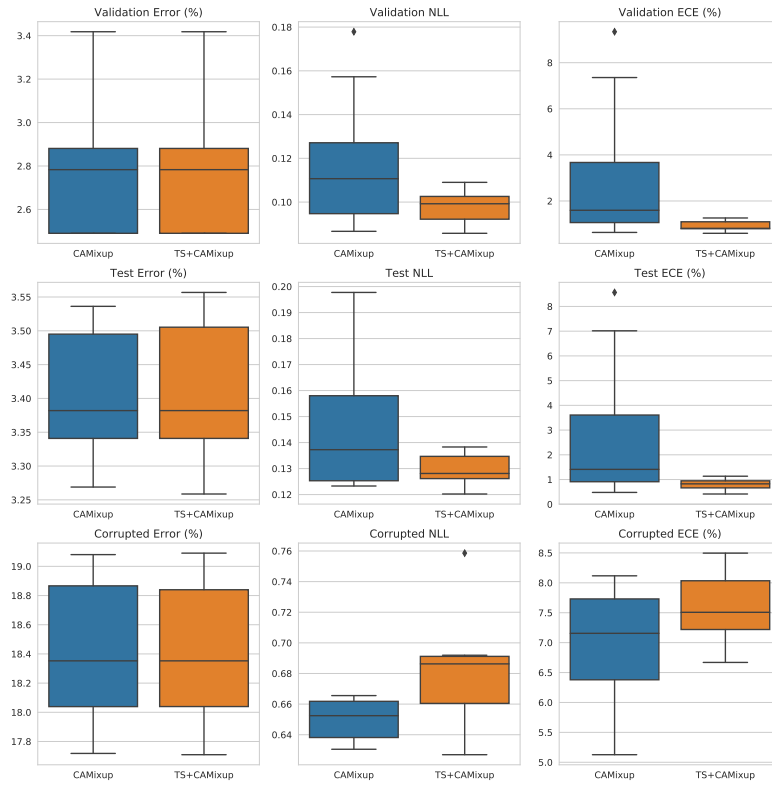 Validation Error (%)
3.4
3.2
3.0
2.8
2.6
CAMixup
TS+CAMixup
Validation NLL
0.18
0.16
0.14
0.12
0.10
CAMixup
TS+CAMixup
Validation ECE (%)
8
6
4
2
CAMixup
TS+CAMixup
Test Error (%)
3.55
3.50
3.45
3.40
3.35
3.30
3.25
CAMixup
TS+CAMixup
Test NLL
0.20
0.19
0.18
0.17
0.16
0.15
0.14
0.13
0.12
CAMixup
TS+CAMixup
Test ECE (%)
8
7
6
5
4
3
2
1
0
CAMixup
TS+CAMixup
Corrupted Error (%)
19.0
18.8
18.6
18.4
18.2
18.0
17.8
CAMixup
TS+CAMixup
Corrupted NLL
0.76
0.74
0.72
0.70
0.68
0.66
0.64
CAMixup
TS+CAMixup
Corrupted ECE (%)
8.5
8.0
7.5
7.0
6.5
6.0
5.5
5.0
CAMixup
TS+CAMixup